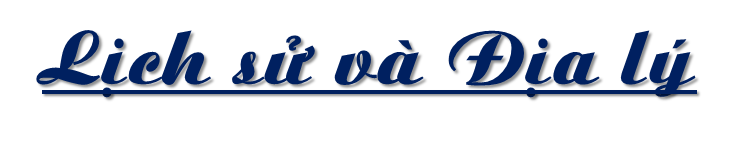 Lịch sử và Địa lý